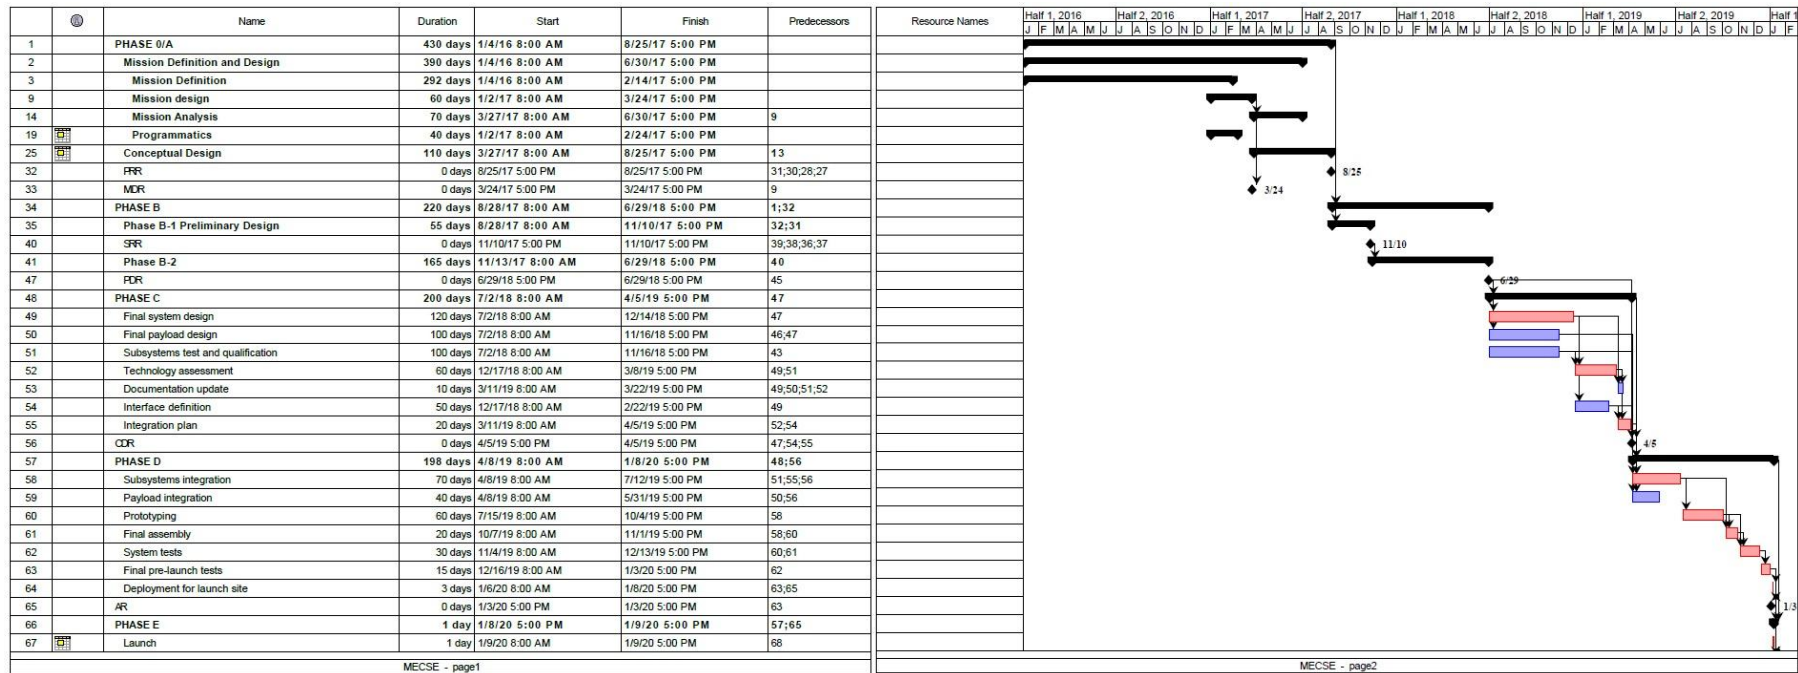 Name Duration Start Finish Predecessors Resource Names
Half 1, 2016 Half 2, 2016 Half 1, 2017 Half 2, 2017 Half 1, 2018 Half 2, 2018 Half 1, 2019 Half 2, 2019 Half 1
J F M A M J J A S O N D J F M A M J J A S O N D J F M A M J J A S O N D J F M A M J J A S O N D J F
1 PHASE 0/A 430 days 1/4/16 8:00 AM 8/25/17 5:00 PM
2 Mission Definition and Design 390 days 1/4/16 8:00 AM 6/30/17 5:00 PM
3 Mission Definition 292 days 1/4/16 8:00 AM 2/14/17 5:00 PM
9 Mission design 60 days 1/2/17 8:00 AM 3/24/17 5:00 PM
14 Mission Analysis 70 days 3/27/17 8:00 AM 6/30/17 5:00 PM 9
19 Programmatics 40 days 1/2/17 8:00 AM 2/24/17 5:00 PM
25 Conceptual Design 110 days 3/27/17 8:00 AM 8/25/17 5:00 PM 13
32 PRR 0 days 8/25/17 5:00 PM 8/25/17 5:00 PM 31;30;28;27 8/25
33 MDR 0 days 3/24/17 5:00 PM 3/24/17 5:00 PM 9 3/24
34 PHASE B 220 days 8/28/17 8:00 AM 6/29/18 5:00 PM 1;32
35 Phase B-1 Preliminary Design 55 days 8/28/17 8:00 AM 11/10/17 5:00 PM 32;31
40 SRR 0 days 11/10/17 5:00 PM 11/10/17 5:00 PM 39;38;36;37 11/10
41 Phase B-2 165 days 11/13/17 8:00 AM 6/29/18 5:00 PM 40
47 PDR 0 days 6/29/18 5:00 PM 6/29/18 5:00 PM 45 6/29
48 PHASE C 200 days 7/2/18 8:00 AM 4/5/19 5:00 PM 47
49 Final system design 120 days 7/2/18 8:00 AM 12/14/18 5:00 PM 47
50 Final payload design 100 days 7/2/18 8:00 AM 11/16/18 5:00 PM 46;47
51 Subsystems test and qualification 100 days 7/2/18 8:00 AM 11/16/18 5:00 PM 43
52 Technology assessment 60 days 12/17/18 8:00 AM 3/8/19 5:00 PM 49;51
53 Documentation update 10 days 3/11/19 8:00 AM 3/22/19 5:00 PM 49;50;51;52
54 Interface definition 50 days 12/17/18 8:00 AM 2/22/19 5:00 PM 49
55 Integration plan 20 days 3/11/19 8:00 AM 4/5/19 5:00 PM 52;54
56 CDR 0 days 4/5/19 5:00 PM 4/5/19 5:00 PM 47;54;55 4/5
57 PHASE D 198 days 4/8/19 8:00 AM 1/8/20 5:00 PM 48;56
58 Subsystems integration 70 days 4/8/19 8:00 AM 7/12/19 5:00 PM 51;55;56
59 Payload integration 40 days 4/8/19 8:00 AM 5/31/19 5:00 PM 50;56
60 Prototyping 60 days 7/15/19 8:00 AM 10/4/19 5:00 PM 58
61 Final assembly 20 days 10/7/19 8:00 AM 11/1/19 5:00 PM 58;60
62 System tests 30 days 11/4/19 8:00 AM 12/13/19 5:00 PM 60;61
63 Final pre-launch tests 15 days 12/16/19 8:00 AM 1/3/20 5:00 PM 62
64 Deployment for launch site 3 days 1/6/20 8:00 AM 1/8/20 5:00 PM 63;65
65 AR 0 days 1/3/20 5:00 PM 1/3/20 5:00 PM 63 1/3
66 PHASE E 1 day 1/8/20 5:00 PM 1/9/20 5:00 PM 57;65
67 Launch 1 day 1/9/20 8:00 AM 1/9/20 5:00 PM 68
MECSE - page1 MECSE - page2